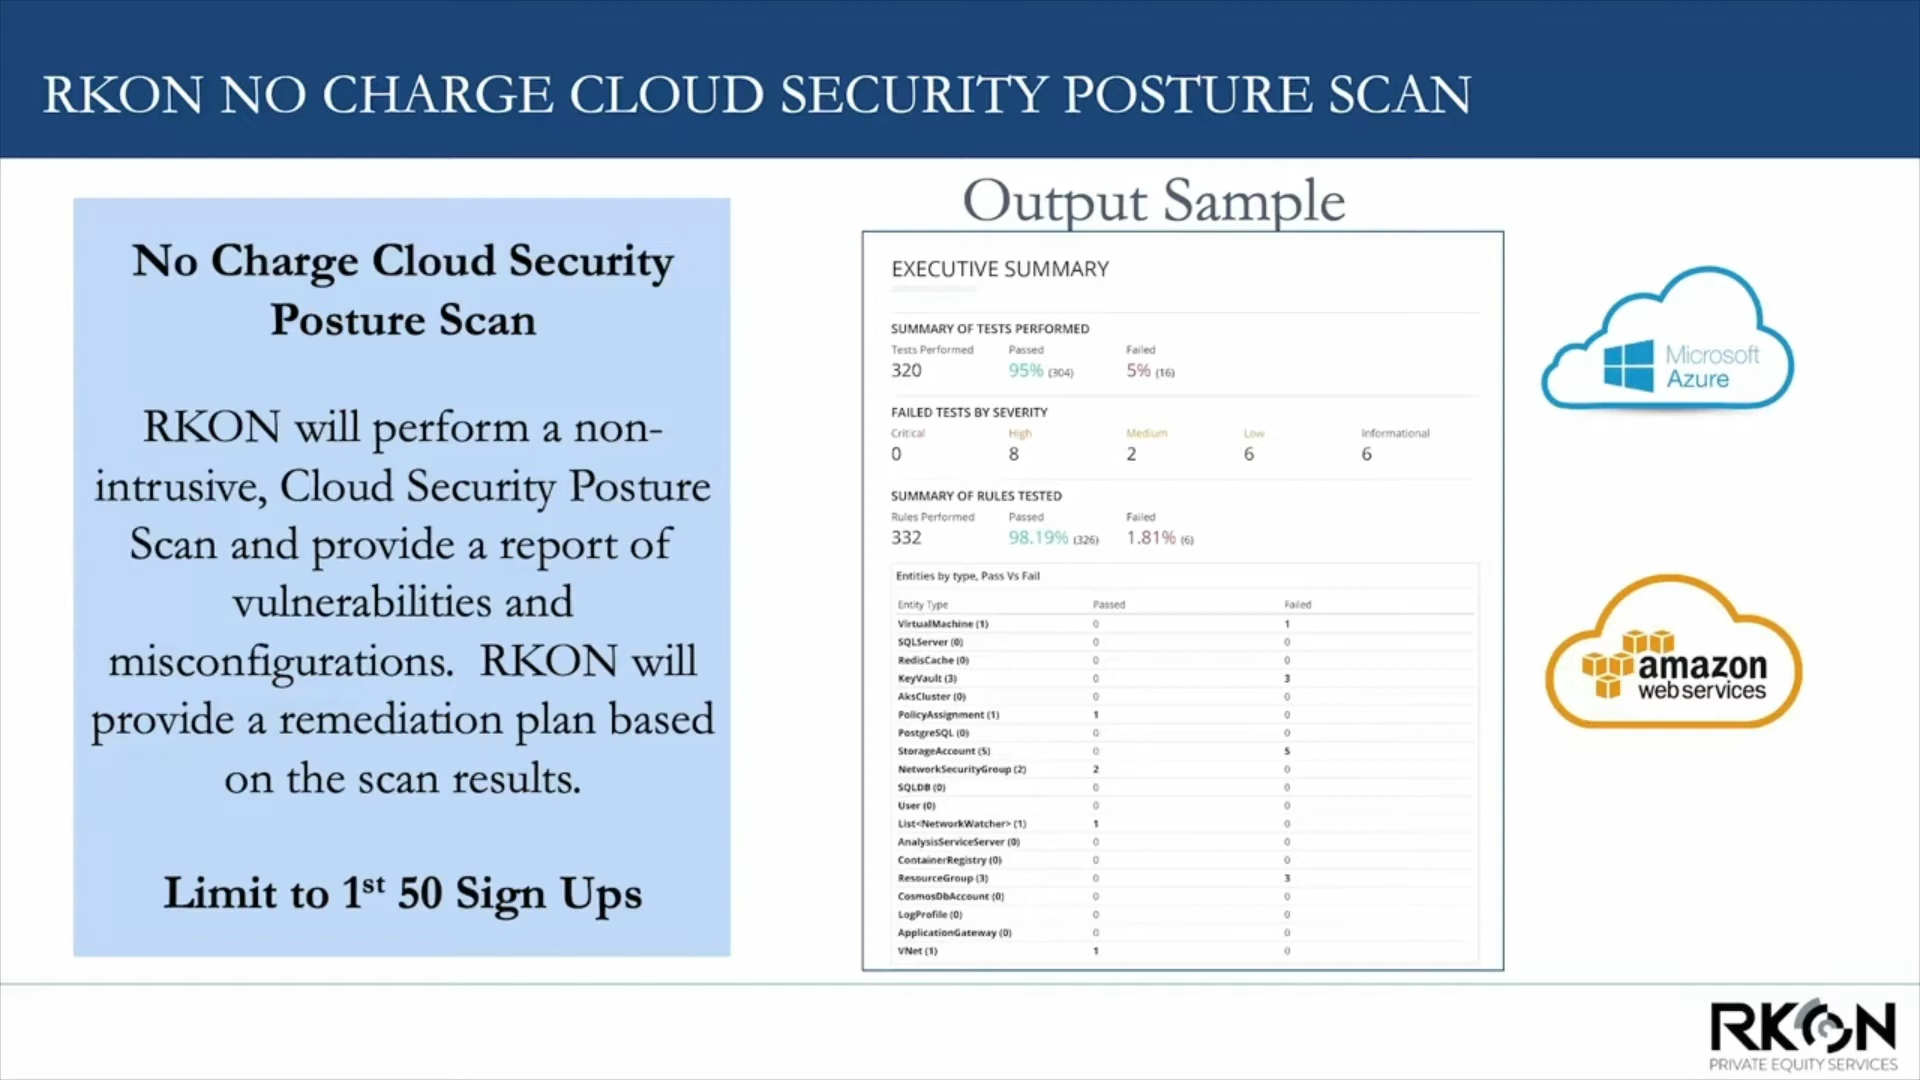 RKON NO CHARGE CLOUD SECURITY POSTURE SCAN
No Charge Cloud Security
Posture Scan
RKON will perform a non-
intrusive, Cloud Security Posture
Scan and provide a report of
vulnerabilities and
misconfigurations.  RKON will
provide a remediation plan based
on the scan results.
Limit to 1st 50 Sign Ups
Output Sample
EXECUTIVE SUMMARY
SUMMARY OF TESTS PERFORMED
Tests Performed Passed Failed
320 95% (304) 5% (16)
FAILED TESTS BY SEVERITY
Critical High Medium Low Informational
0 8 2 6 6
SUMMARY OF RULES TESTED
Rules Performed Passed Failed
332 98.19% (326) 1.81% (6)
Entities by type, Pass Vs Fail
Entity Type Passed Failed
VirtualMachine (1) 0 1
SQLServer (0) 0 0
RedisCache (0) 0 0
KeyVault (3) 0 3
AksCluster (0) 0 0
PolicyAssignment (1) 1 0
PostgreSQL (0) 0 0
StorageAccount (5) 0 5
NetworkSecurityGroup (2) 2 0
SQLDB (0) 0 0
User (0) 0 0
List<NetworkWatcher> (1) 1 0
AnalysisServiceServer (0) 0 0
ContainerRegistry (0) 0 0
ResourceGroup (3) 0 3
CosmosDbAccount (0) 0 0
LogProfile (0) 0 0
ApplicationGateway (0) 0 0
VNet (1) 1 0
Microsoft
Azure
amazon
webservices
RKON
PRIVATE EQUITY SERVICES